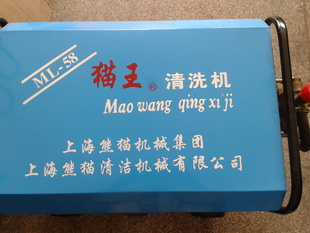 ML-58
猫王® 清洗机
Mao wang qing xi ji
上海熊猫机械集团
上海熊猫清洁机械有限公司